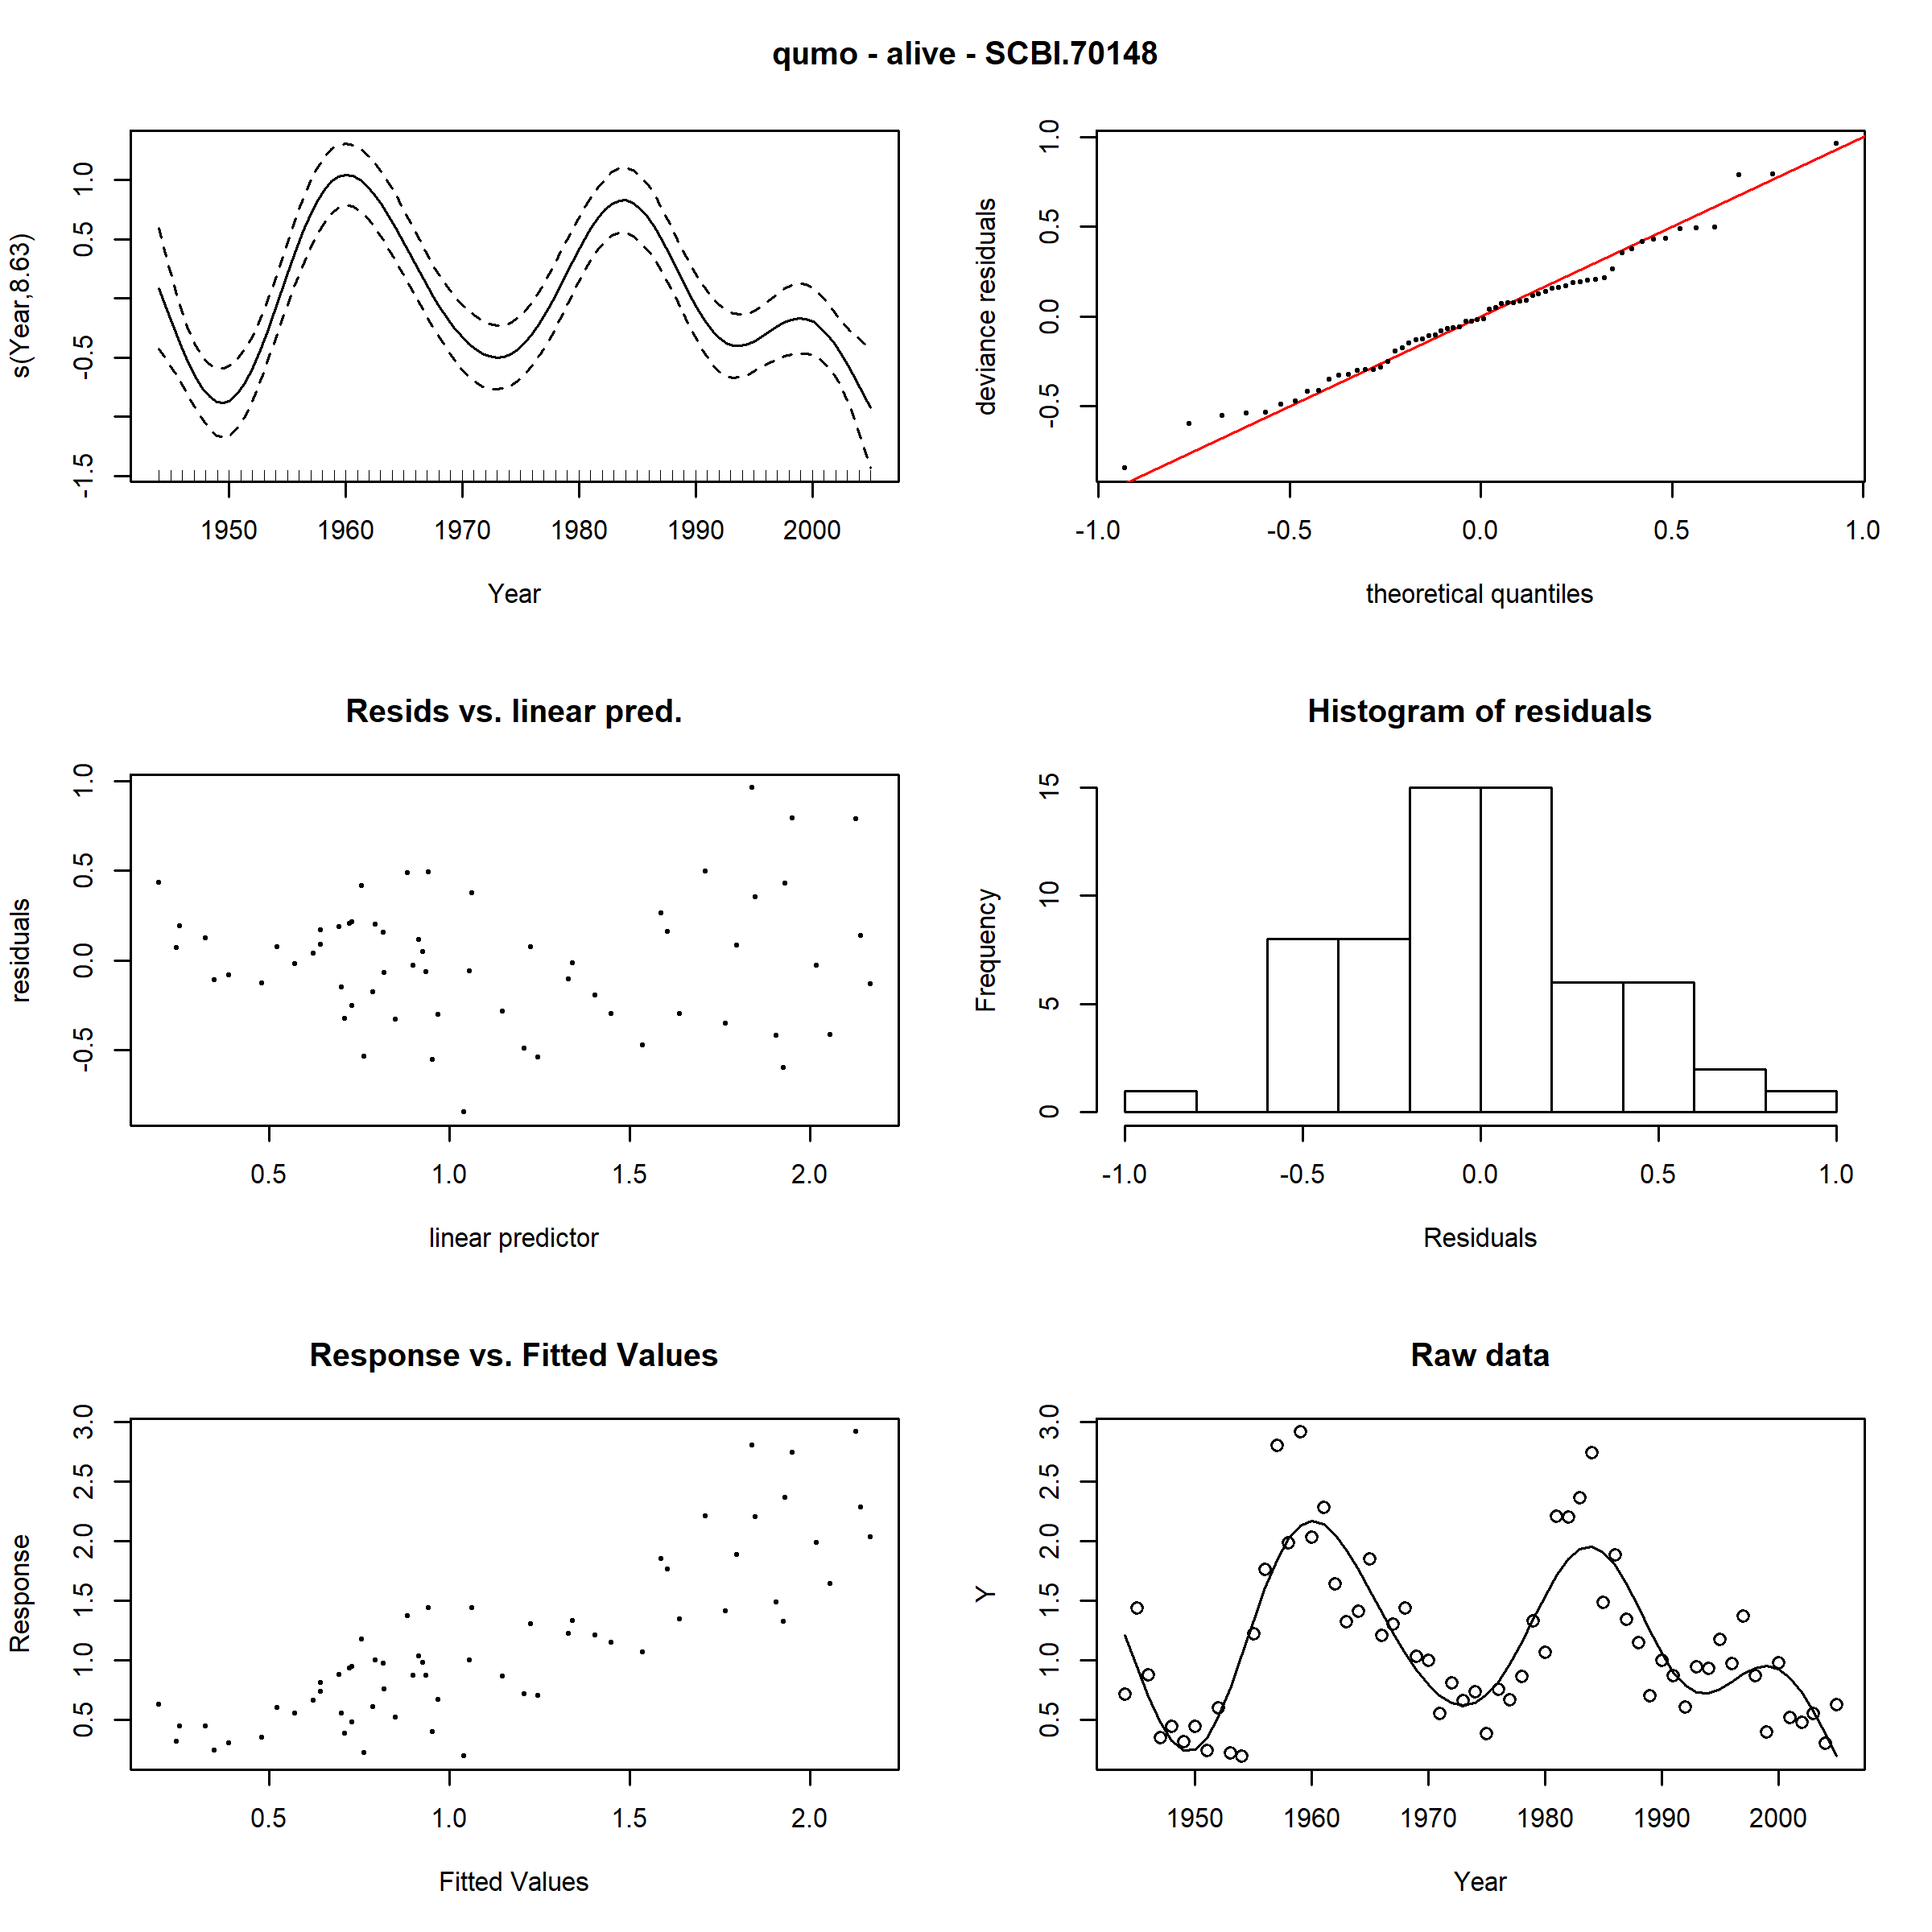 qumo - alive - SCBI.70148
s(Year,8.63)
-1.5 -0.5 0.5 1.0
1950 1960 1970 1980 1990 2000
Year
deviance residuals
-0.5 0.0 0.5 1.0
-1.0 -0.5 0.0 0.5 1.0
theoretical quantiles
Resids vs. linear pred.
residuals
-0.5 0.0 0.5 1.0
0.5 1.0 1.5 2.0
linear predictor
Histogram of residuals
Frequency
0 5 10 15
-1.0 -0.5 0.0 0.5 1.0
Residuals
Response vs. Fitted Values
Response
0.5 1.0 1.5 2.0 2.5 3.0
0.5 1.0 1.5 2.0
Fitted Values
Raw data
Y
0.5 1.0 1.5 2.0 2.5 3.0
1950 1960 1970 1980 1990 2000
Year